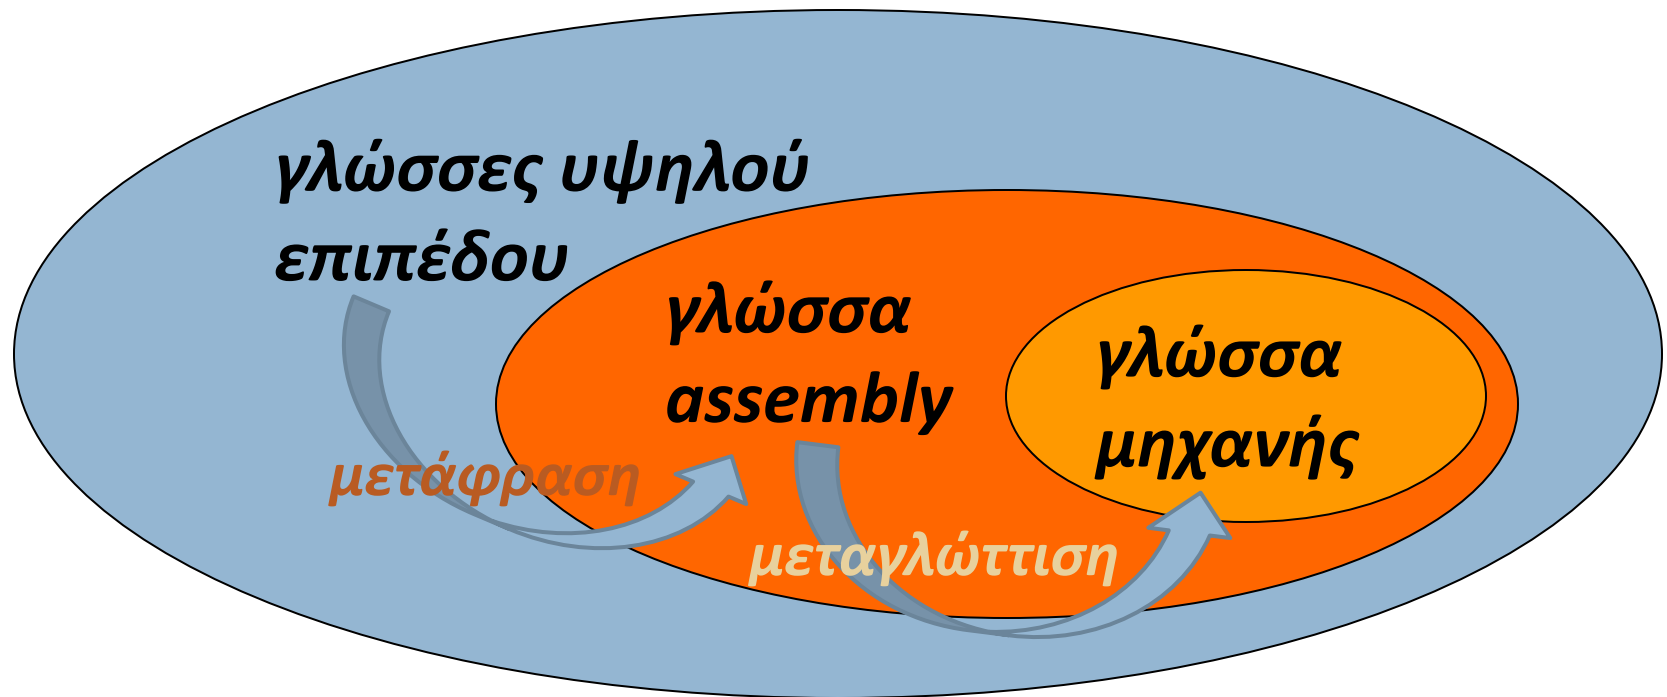 γλώσσες υψηλού
επιπέδου
γλώσσα
assembly
γλώσσα
μηχανής
μετάφραση
μεταγλώττιση